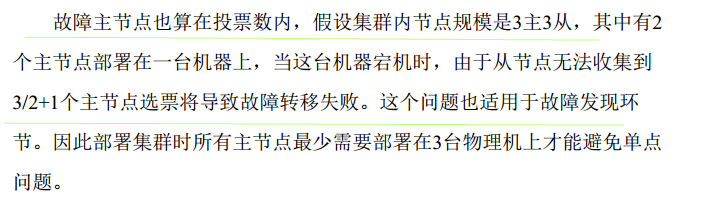 故障主节点也算在投票数内，假设集群内节点规模是3主3从，其中有2
个主节点部署在一台机器上，当这台机器宕机时，由于从节点无法收集到
3/2+1个主节点选票将导致故障转移失败。这个问题也适用于故障发现环
节。因此部署集群时所有主节点最少需要部署在3台物理机上才能避免单点
问题。